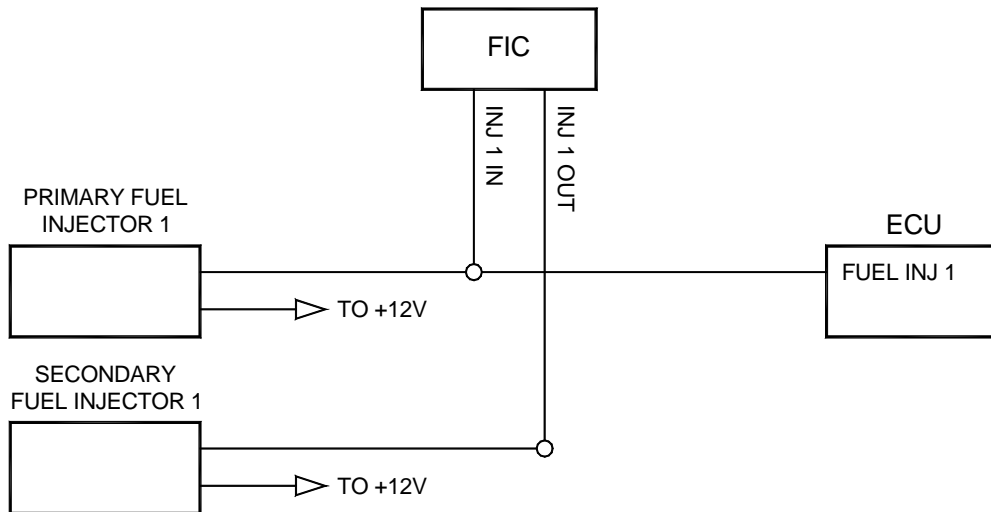 FIC
INJ 1 IN
INJ 1 OUT
PRIMARY FUEL
INJECTOR 1
ECU
FUEL INJ 1
TO +12V
SECONDARY
FUEL INJECTOR 1
TO +12V